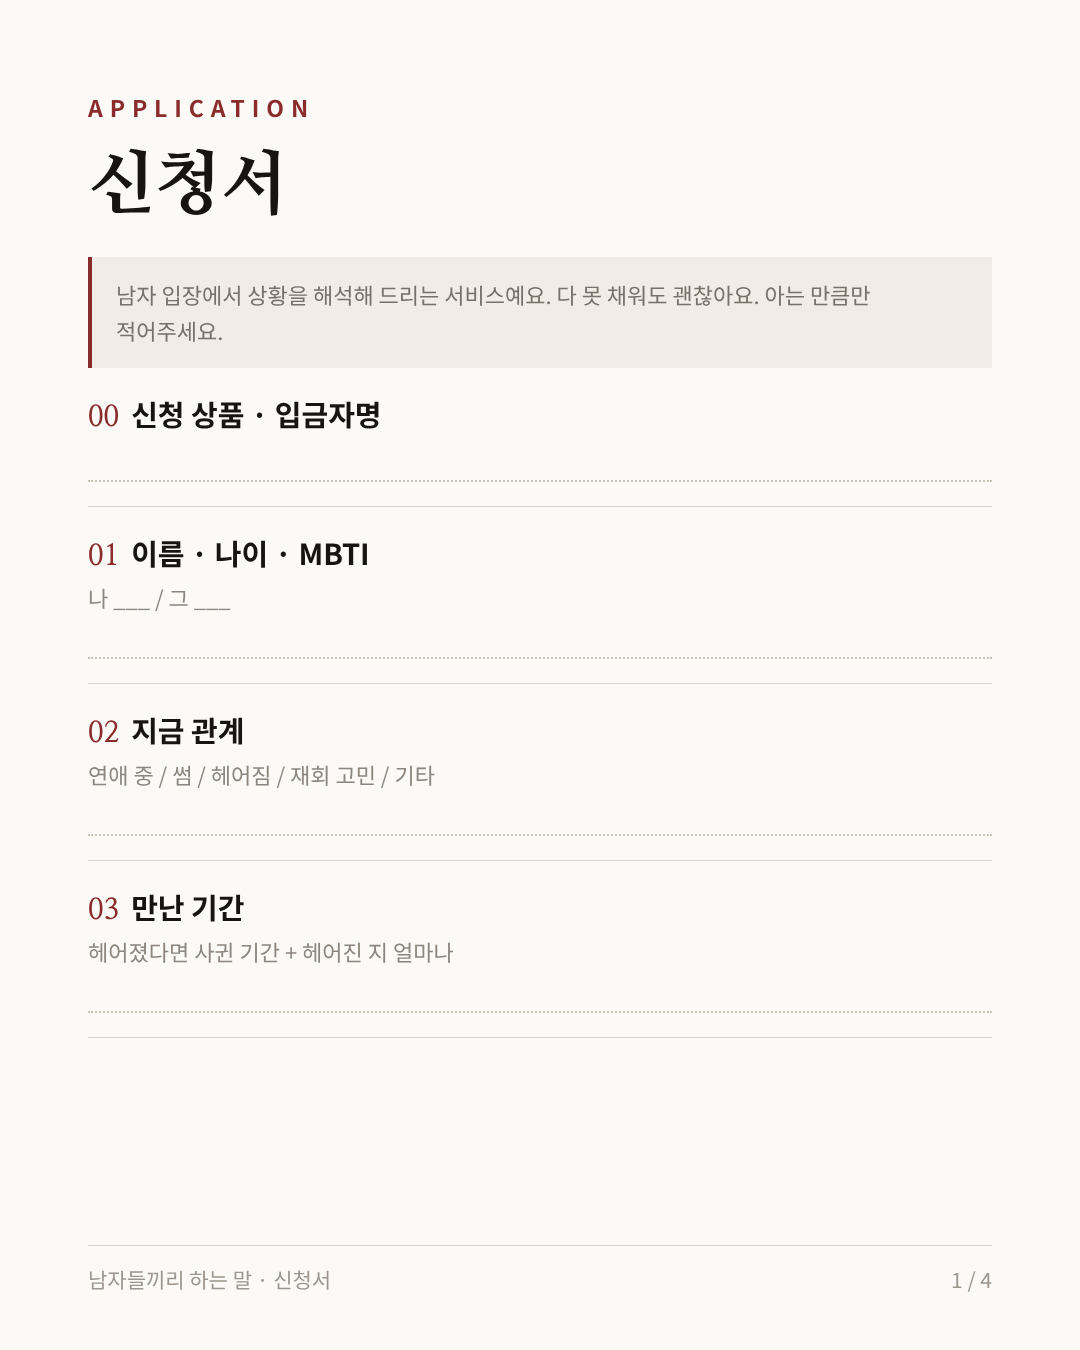 APPLICATION
신청서
남자 입장에서 상황을 해석해 드리는 서비스예요. 다 못 채워도 괜찮아요. 아는 만큼만
적어주세요.
00 신청 상품 · 입금자명
01 이름 · 나이 · MBTI
나 ___ / 그 ___
02 지금 관계
연애 중 / 썸 / 헤어짐 / 재회 고민 / 기타
03 만난 기간
헤어졌다면 사귄 기간 + 헤어진 지 얼마나
남자들끼리 하는 말 · 신청서
1 / 4